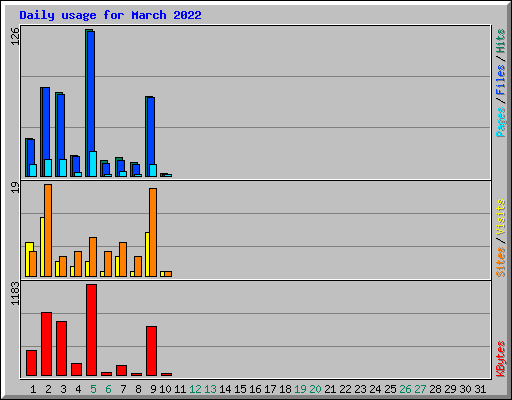 Daily usage for March 2022
126
19
1183
Pages / Files / Hits
Sites / Visits
KBytes
1 2 3 4 5 6 7 8 9 10 11 12 13 14 15 16 17 18 19 20 21 22 23 24 25 26 27 28 29 30 31